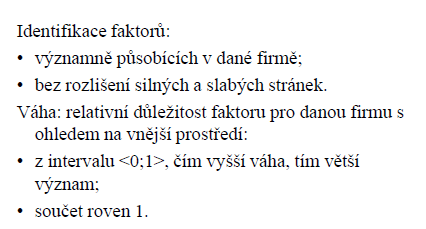 Identifikace faktorů:
• významně působících v dané firmě;
• bez rozlišení silných a slabých stránek.
Váha: relativní důležitost faktoru pro danou firmu s
ohledem na vnější prostředí:
• z intervalu <0;1>, čím vyšší váha, tím větší
význam;
• součet roven 1.